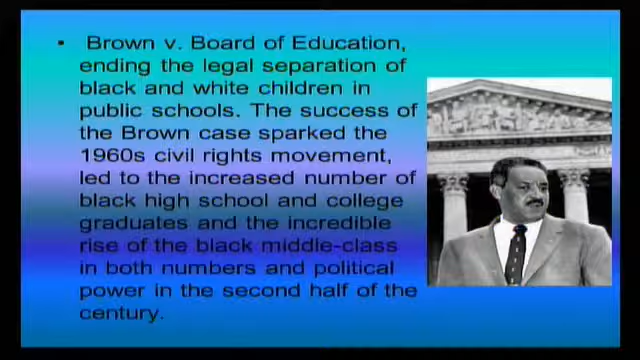 • Brown v. Board of Education,
ending the legal separation of
black and white children in
public schools. The success of
the Brown case sparked the
1960s civil rights movement,
led to the increased number of
black high school and college
graduates and the incredible
rise of the black middle-class
in both numbers and political
power in the second half of the
century.